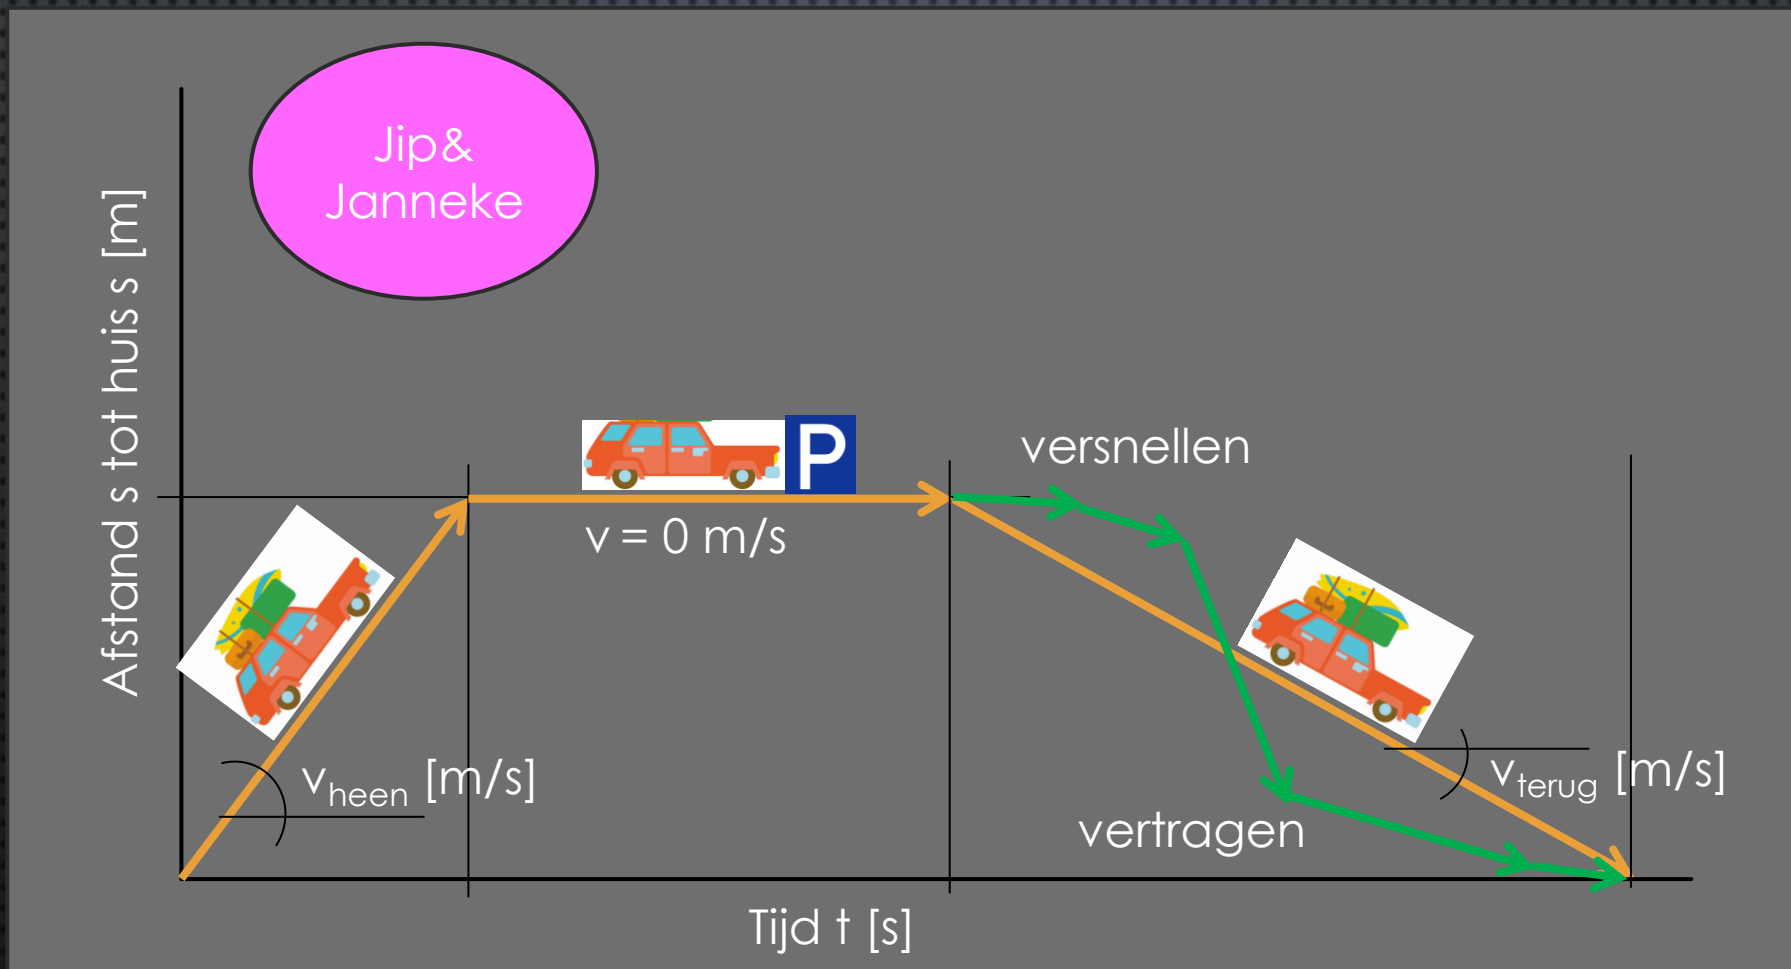 Jip&
Janneke
Afstand s tot huis s [m]
P
versnellen
v = 0 m/s
vheen [m/s]
vterug [m/s]
vertragen
Tijd t [s]